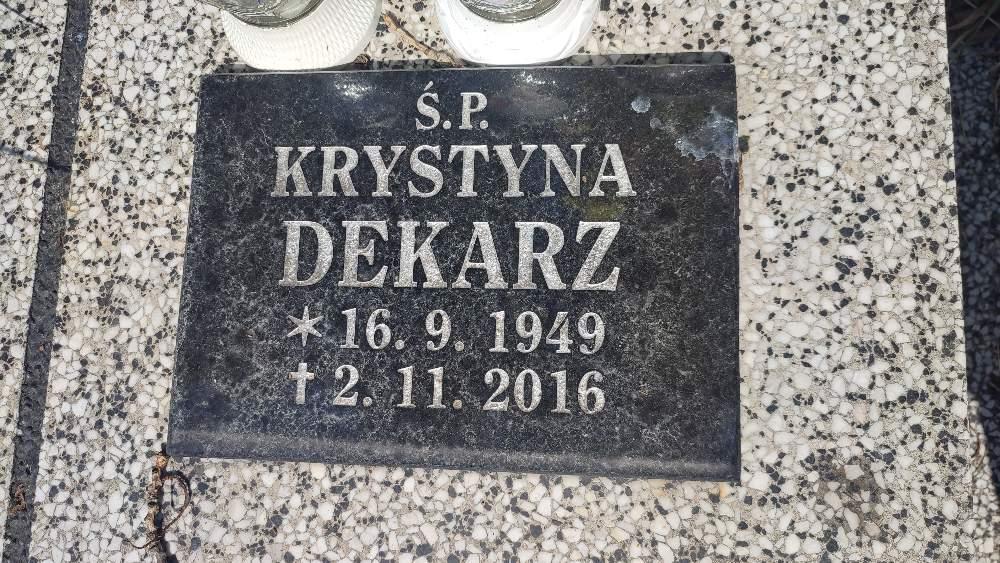 Ś.P.
KRYSTYNA
DEKARZ
* 16. 9. 1949
† 2. 11. 2016